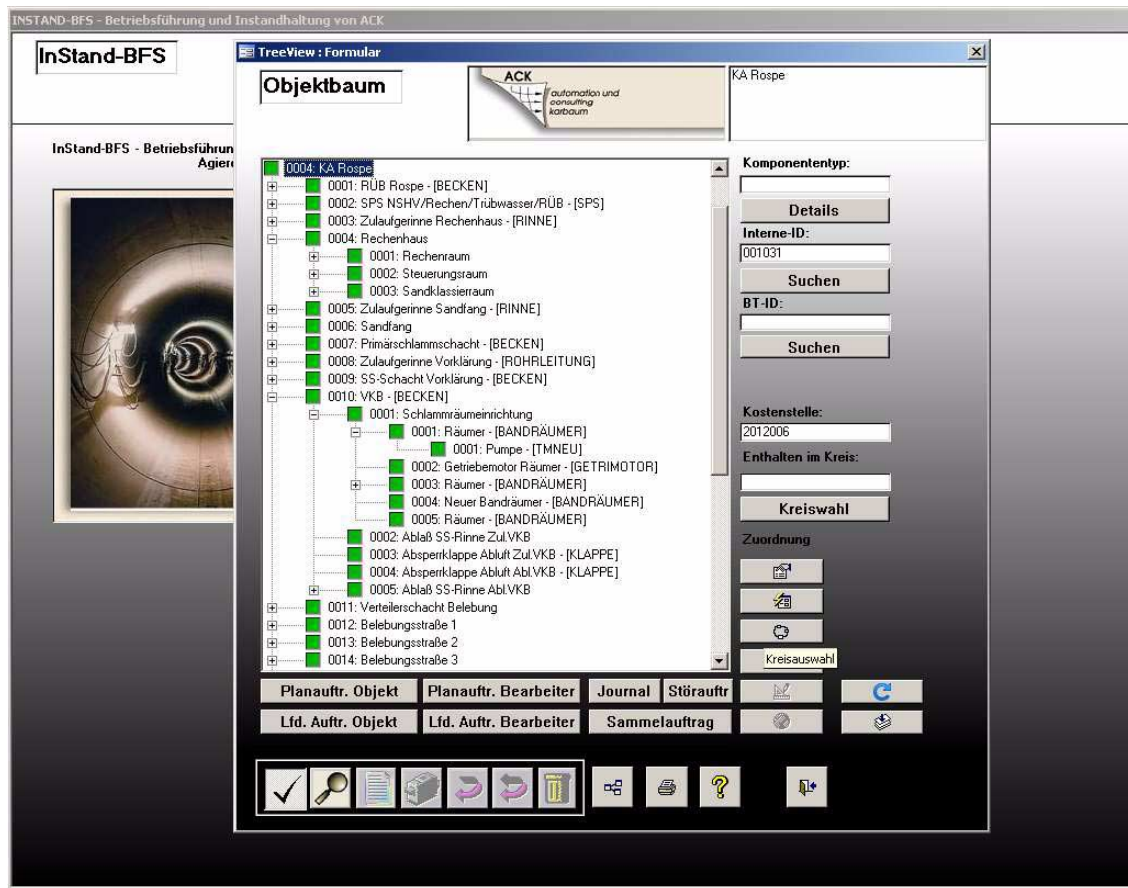 INSTAND-BFS - Betriebsführung und Instandhaltung von ACK
InStand-BFS
InStand-BFS - Betriebsführun
Agiere
TreeView : Formular
Objektbaum
ACK
automation und
consulting
karbaum
KA Rospe
0004: KA Rospe
0001: RÜB Rospe - [BECKEN]
0002: SPS NSHV/Rechen/Trübwasser/RÜB - [SPS]
0003: Zulaufgerinne Rechenhaus - [RINNE]
0004: Rechenhaus
0001: Rechenraum
0002: Steuerungsraum
0003: Sandklassierraum
0005: Zulaufgerinne Sandfang - [RINNE]
0006: Sandfang
0007: Primärschlammschacht - [BECKEN]
0008: Zulaufgerinne Vorklärung - [ROHRLEITUNG]
0009: SS-Schacht Vorklärung - [BECKEN]
0010: VKB - [BECKEN]
0001: Schlammräumeinrichtung
0001: Räumer - [BANDRÄUMER]
0001: Pumpe - [TMNEU]
0002: Getriebemotor Räumer - [GETRIMOTOR]
0003: Räumer - [BANDRÄUMER]
0004: Neuer Bandräumer - [BANDRÄUMER]
0005: Räumer - [BANDRÄUMER]
0002: Ablaß SS-Rinne Zul.VKB
0003: Absperrklappe Abluft Zul.VKB - [KLAPPE]
0004: Absperrklappe Abluft Abl.VKB - [KLAPPE]
0005: Ablaß SS-Rinne Abl.VKB
0011: Verteilerschacht Belebung
0012: Belebungsstraße 1
0013: Belebungsstraße 2
0014: Belebungsstraße 3
Komponententyp:
Details
Interne-ID:
001031
Suchen
BT-ID:
Suchen
Kostenstelle:
2012006
Enthalten im Kreis:
Kreiswahl
Zuordnung
Kreisauswahl
Planauftr. Objekt
Planauftr. Bearbeiter
Journal
Störauftr
Lfd. Auftr. Objekt
Lfd. Auftr. Bearbeiter
Sammelauftrag